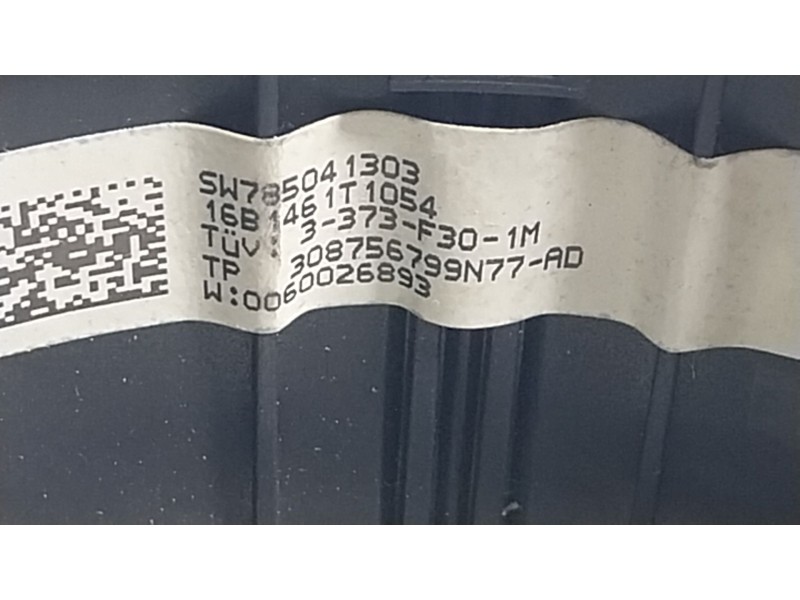 SW785041303
16B1461T1054
TÜV: 3-373-F30-1M
TP 308756799N77-AD
W:0060026893